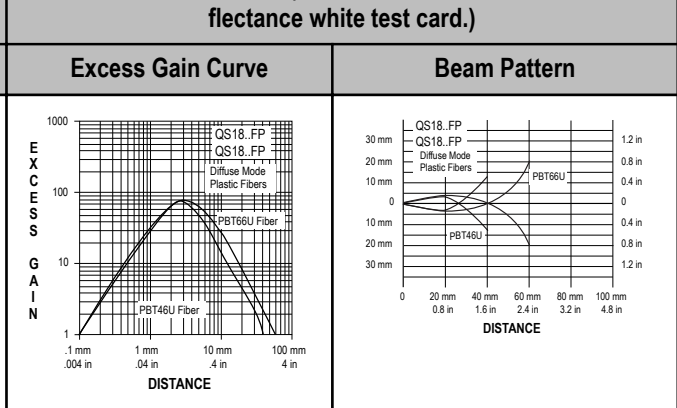 flectance white test card.)
Excess Gain Curve
Beam Pattern
1000
100
10
1
E
X
C
E
S
S
G
A
I
N
QS18..FP
QS18..FP
Diffuse Mode
Plastic Fibers
PBT66U Fiber
PBT46U Fiber
.1 mm 1 mm 10 mm 100 mm
.004 in .04 in .4 in 4 in
DISTANCE
30 mm
20 mm
10 mm
0
10 mm
20 mm
30 mm
QS18..FP
QS18..FP
Diffuse Mode
Plastic Fibers
PBT66U
PBT46U
1.2 in
0.8 in
0.4 in
0
0.4 in
0.8 in
1.2 in
0 20 mm 40 mm 60 mm 80 mm 100 mm
0.8 in 1.6 in 2.4 in 3.2 in 4.8 in
DISTANCE